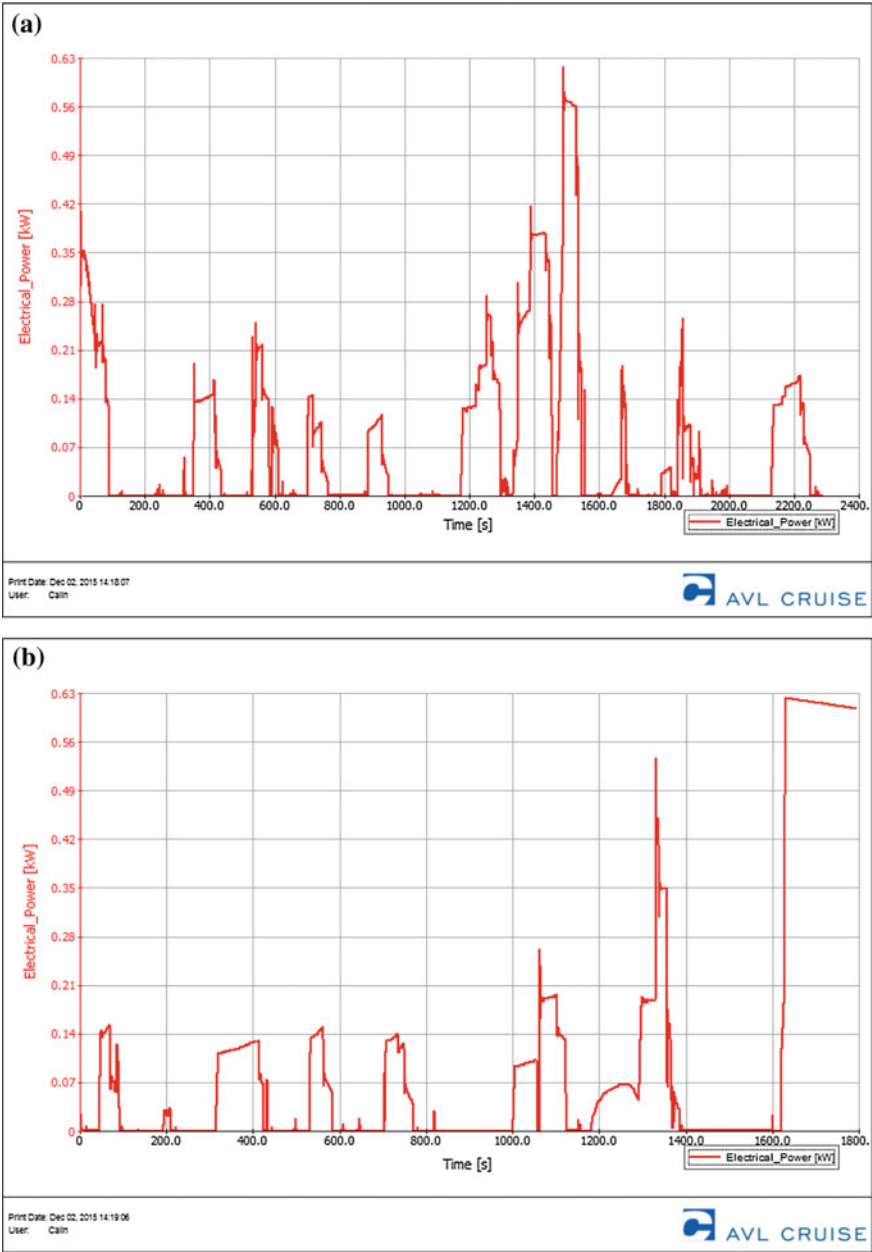 (a)
0.63
0.56
0.49
0.42
0.35
0.28
0.21
0.14
0.07
0
Electrical_Power [kW]
0 200.0 400.0 600.0 800.0 1000.0 1200.0 1400.0 1600.0 1800.0 2000.0 2200.0 2400.
Time [s]
Electrical_Power [kW]
Print Date: Dec 02, 2015 14:18:07
User: Calin
AVL CRUISE
(b)
0.63
0.56
0.49
0.42
0.35
0.28
0.21
0.14
0.07
0
Electrical_Power [kW]
0 200.0 400.0 600.0 800.0 1000.0 1200.0 1400.0 1600.0 1800.
Time [s]
Electrical_Power [kW]
Print Date: Dec 02, 2015 14:19:06
User: Calin
AVL CRUISE